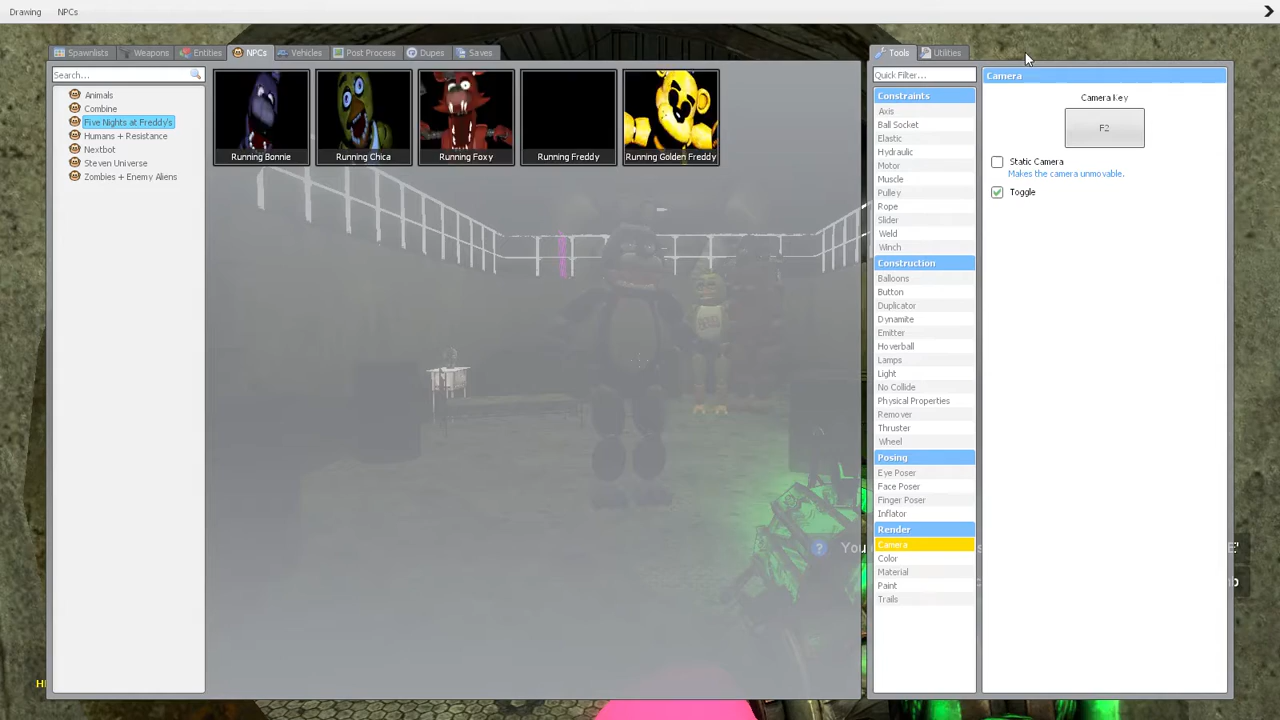 Drawing NPCs
Spawnlists Weapons Entities NPCs Vehicles Post Process Dupes Saves
Tools Utilities
Search...
Animals
Combine
Five Nights at Freddy's
Humans + Resistance
Nextbot
Steven Universe
Zombies + Enemy Aliens
Running Bonnie
Running Chica
Running Foxy
Running Freddy
Running Golden Freddy
Quick Filter...
Constraints
Axis
Ball Socket
Elastic
Hydraulic
Motor
Muscle
Pulley
Rope
Slider
Weld
Winch
Construction
Balloons
Button
Duplicator
Dynamite
Emitter
Hoverball
Lamps
Light
No Collide
Physical Properties
Remover
Thruster
Wheel
Posing
Eye Poser
Face Poser
Finger Poser
Inflator
Render
Camera
Color
Material
Paint
Trails
Camera
Camera Key
F2
Static Camera
Makes the camera unmovable.
Toggle